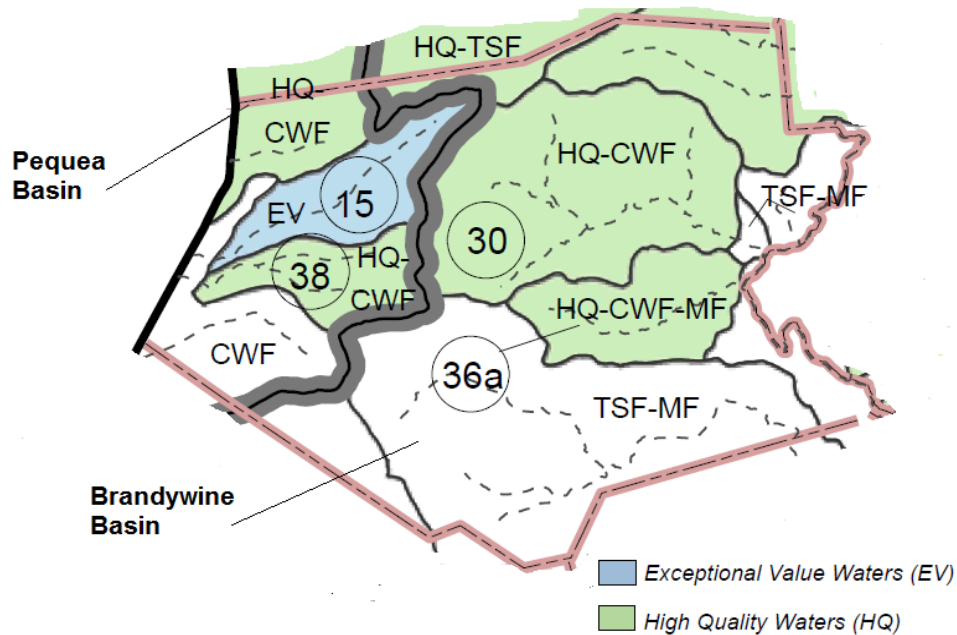 HQ-TSF
HQ-
CWF
Pequea
Basin
HQ-CWF
TSF-MF
EV
15
30
38
HQ-
CWF
HQ-CWF-MF
CWF
36a
TSF-MF
Brandywine
Basin
Exceptional Value Waters (EV)
High Quality Waters (HQ)